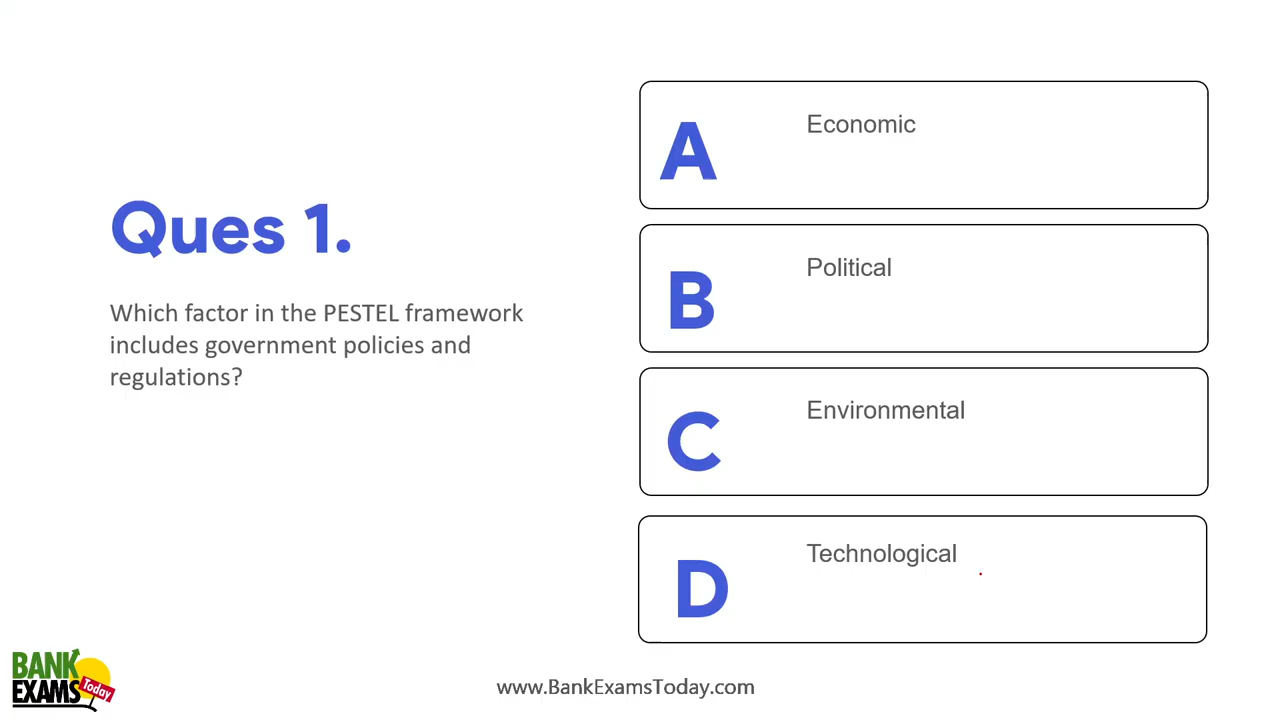 Ques 1.
Which factor in the PESTEL framework
includes government policies and
regulations?
A
Economic
B
Political
C
Environmental
D
Technological
BANK
EXAMS
Today
www.BankExamsToday.com